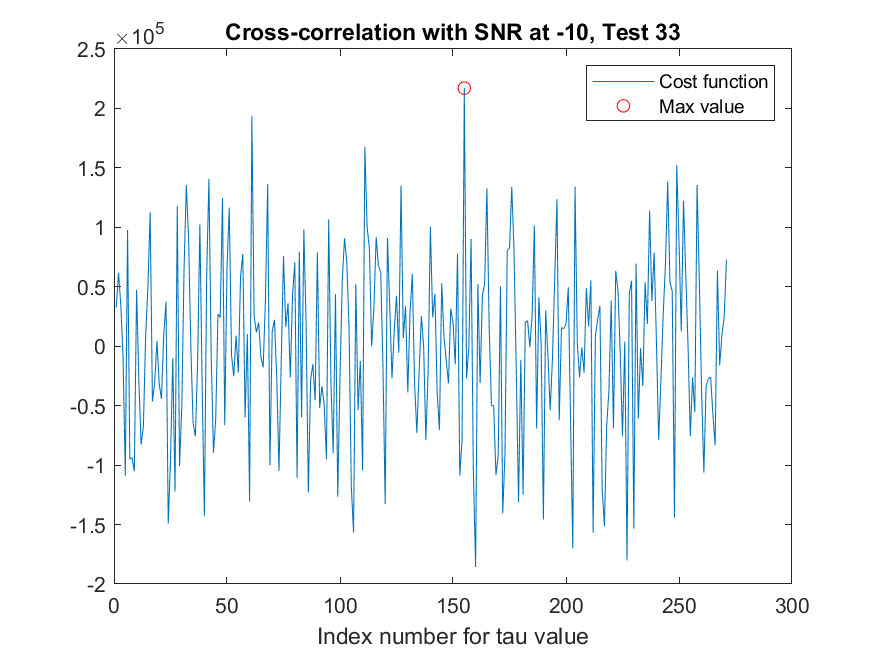 Cross-correlation with SNR at -10, Test 33
×10^5
2.5
2
1.5
1
0.5
0
-0.5
-1
-1.5
-2
Cost function
Max value
0 50 100 150 200 250 300
Index number for tau value